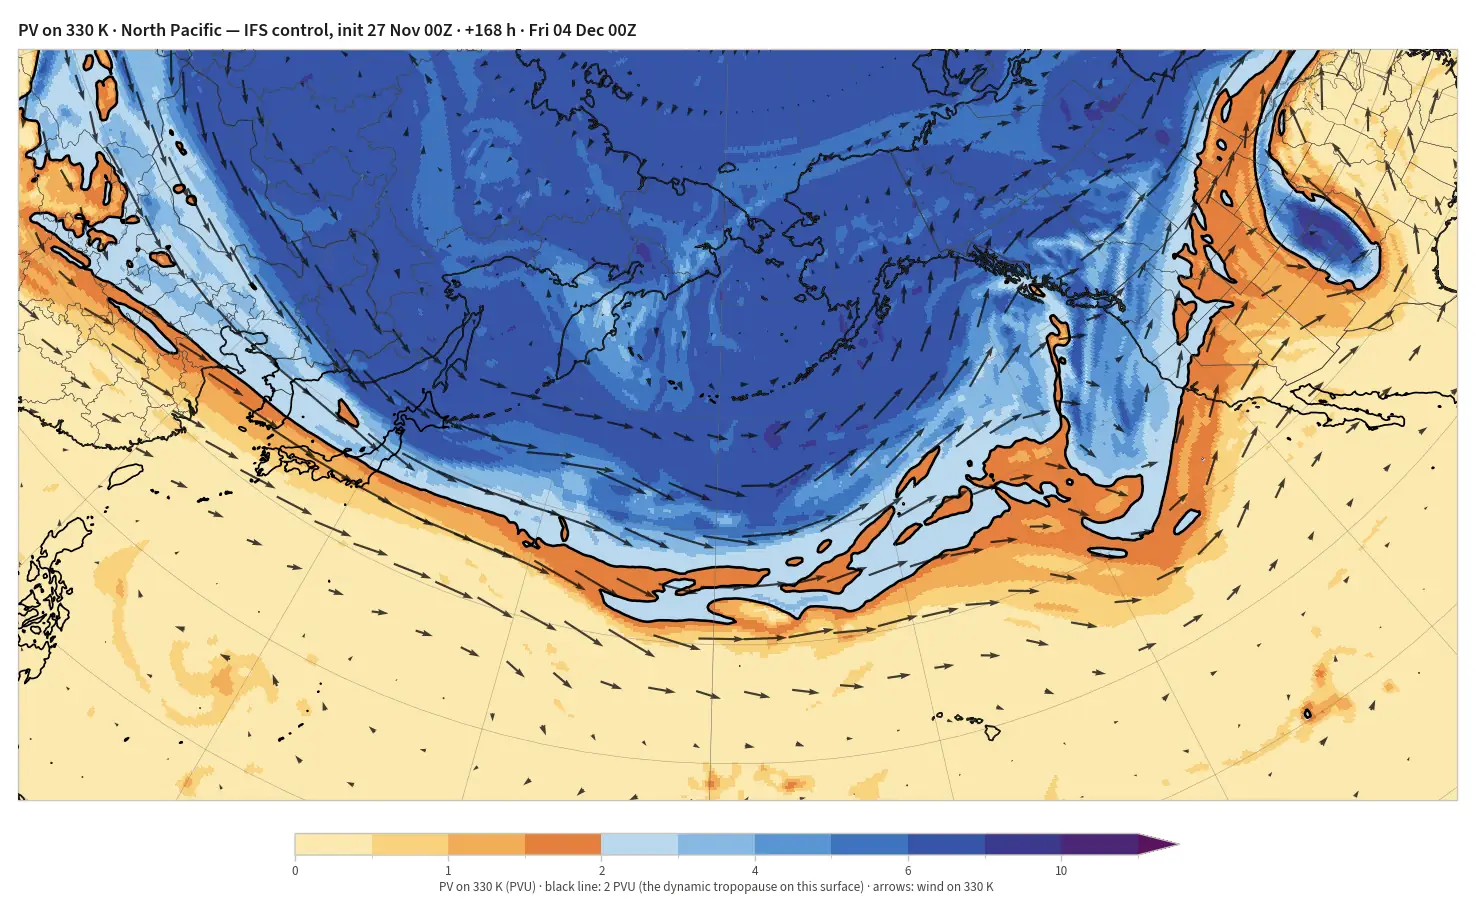 PV on 330 K · North Pacific — IFS control, init 27 Nov 00Z · +168 h · Fri 04 Dec 00Z
0 1 2 4 6 10
PV on 330 K (PVU) · black line: 2 PVU (the dynamic tropopause on this surface) · arrows: wind on 330 K